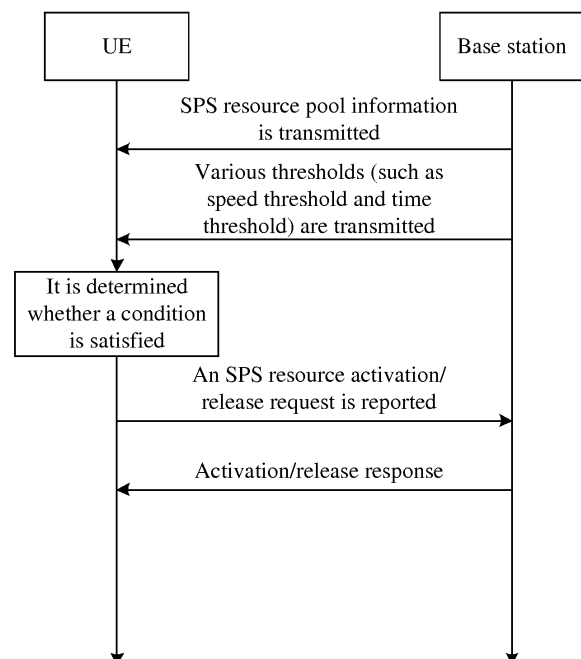 UE
Base station
SPS resource pool information
is transmitted
Various thresholds (such as
speed threshold and time
threshold) are transmitted
It is determined
whether a condition
is satisfied
An SPS resource activation/
release request is reported
Activation/release response